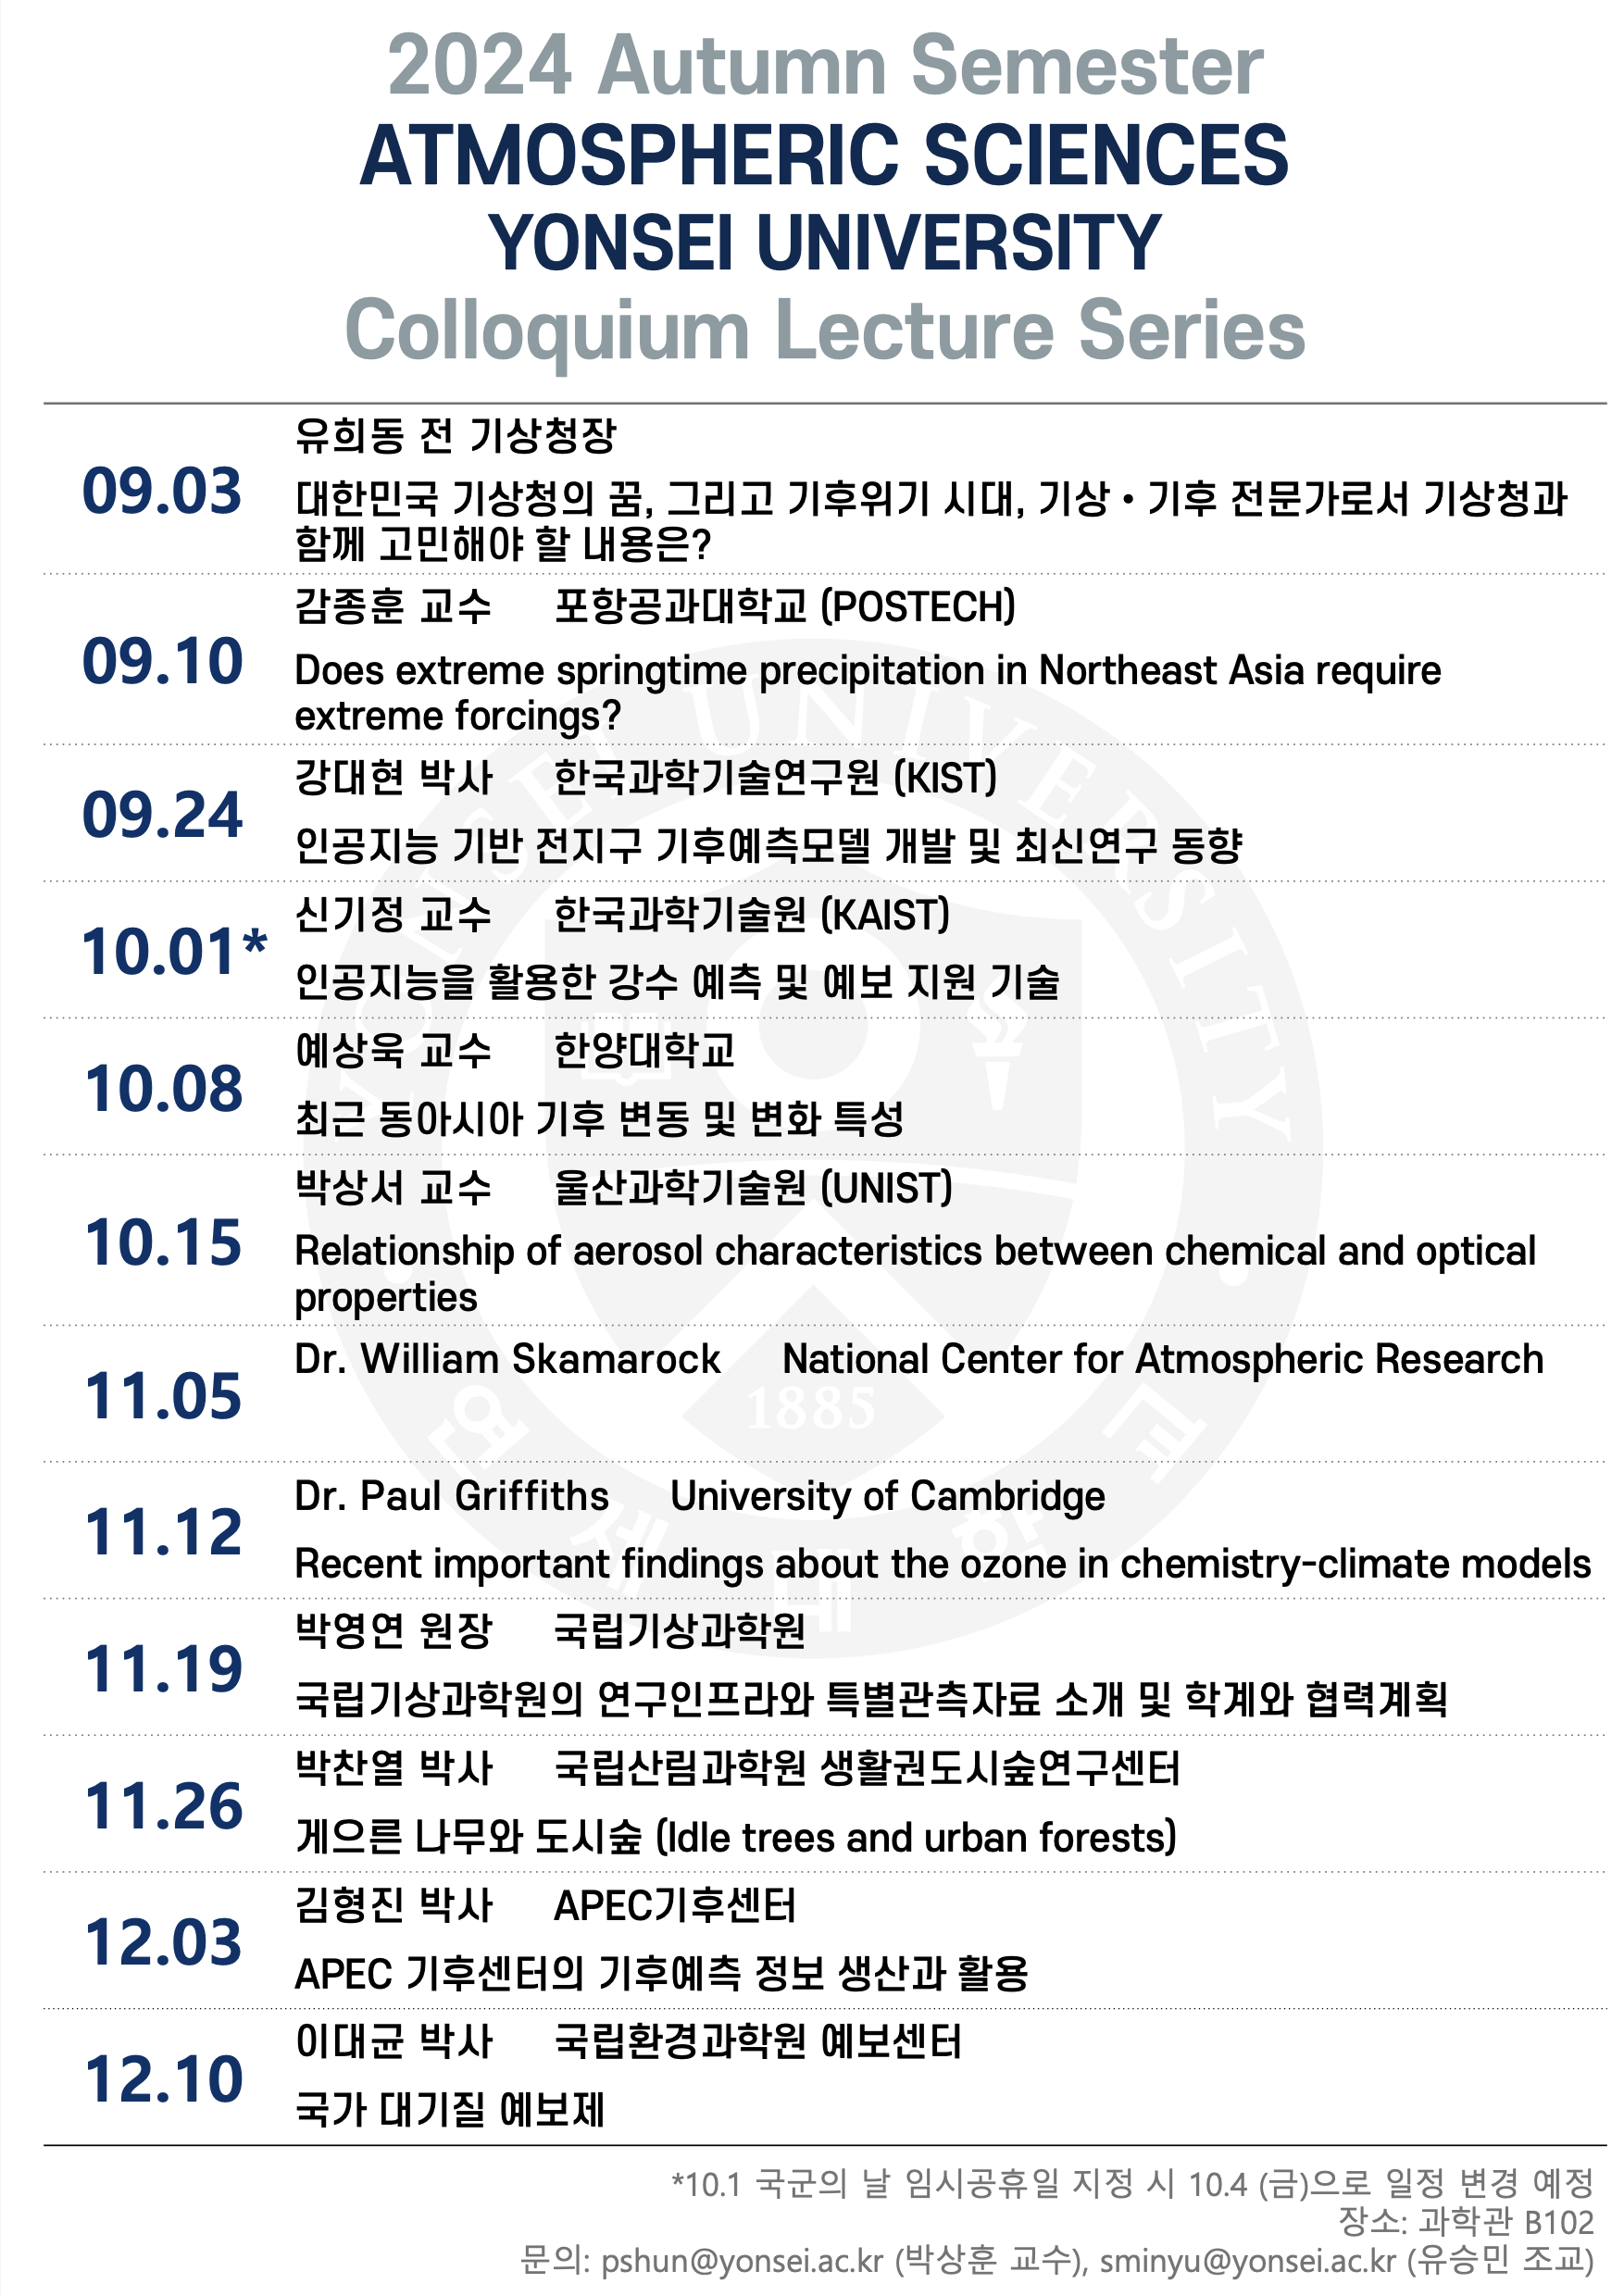 2024 Autumn Semester
ATMOSPHERIC SCIENCES
YONSEI UNIVERSITY
Colloquium Lecture Series
09.03
유희동 전 기상청장
대한민국 기상청의 꿈, 그리고 기후위기 시대, 기상・기후 전문가로서 기상청과
함께 고민해야 할 내용은?
09.10
감종훈 교수 포항공과대학교 (POSTECH)
Does extreme springtime precipitation in Northeast Asia require
extreme forcings?
09.24
강대현 박사 한국과학기술연구원 (KIST)
인공지능 기반 전지구 기후예측모델 개발 및 최신연구 동향
10.01*
신기정 교수 한국과학기술원 (KAIST)
인공지능을 활용한 강수 예측 및 예보 지원 기술
10.08
예상욱 교수 한양대학교
최근 동아시아 기후 변동 및 변화 특성
10.15
박상서 교수 울산과학기술원 (UNIST)
Relationship of aerosol characteristics between chemical and optical
properties
11.05
Dr. William Skamarock National Center for Atmospheric Research
11.12
Dr. Paul Griffiths University of Cambridge
Recent important findings about the ozone in chemistry-climate models
11.19
박영연 원장 국립기상과학원
국립기상과학원의 연구인프라와 특별관측자료 소개 및 학계와 협력계획
11.26
박찬열 박사 국립산림과학원 생활권도시숲연구센터
게으른 나무와 도시숲 (Idle trees and urban forests)
12.03
김형진 박사 APEC기후센터
APEC 기후센터의 기후예측 정보 생산과 활용
12.10
이대균 박사 국립환경과학원 예보센터
국가 대기질 예보제
*10.1 국군의 날 임시공휴일 지정 시 10.4 (금)으로 일정 변경 예정
장소: 과학관 B102
문의: pshun@yonsei.ac.kr (박상훈 교수), sminyu@yonsei.ac.kr (유승민 조교)
YONSEI UNIVERSITY
1885
연세대학교